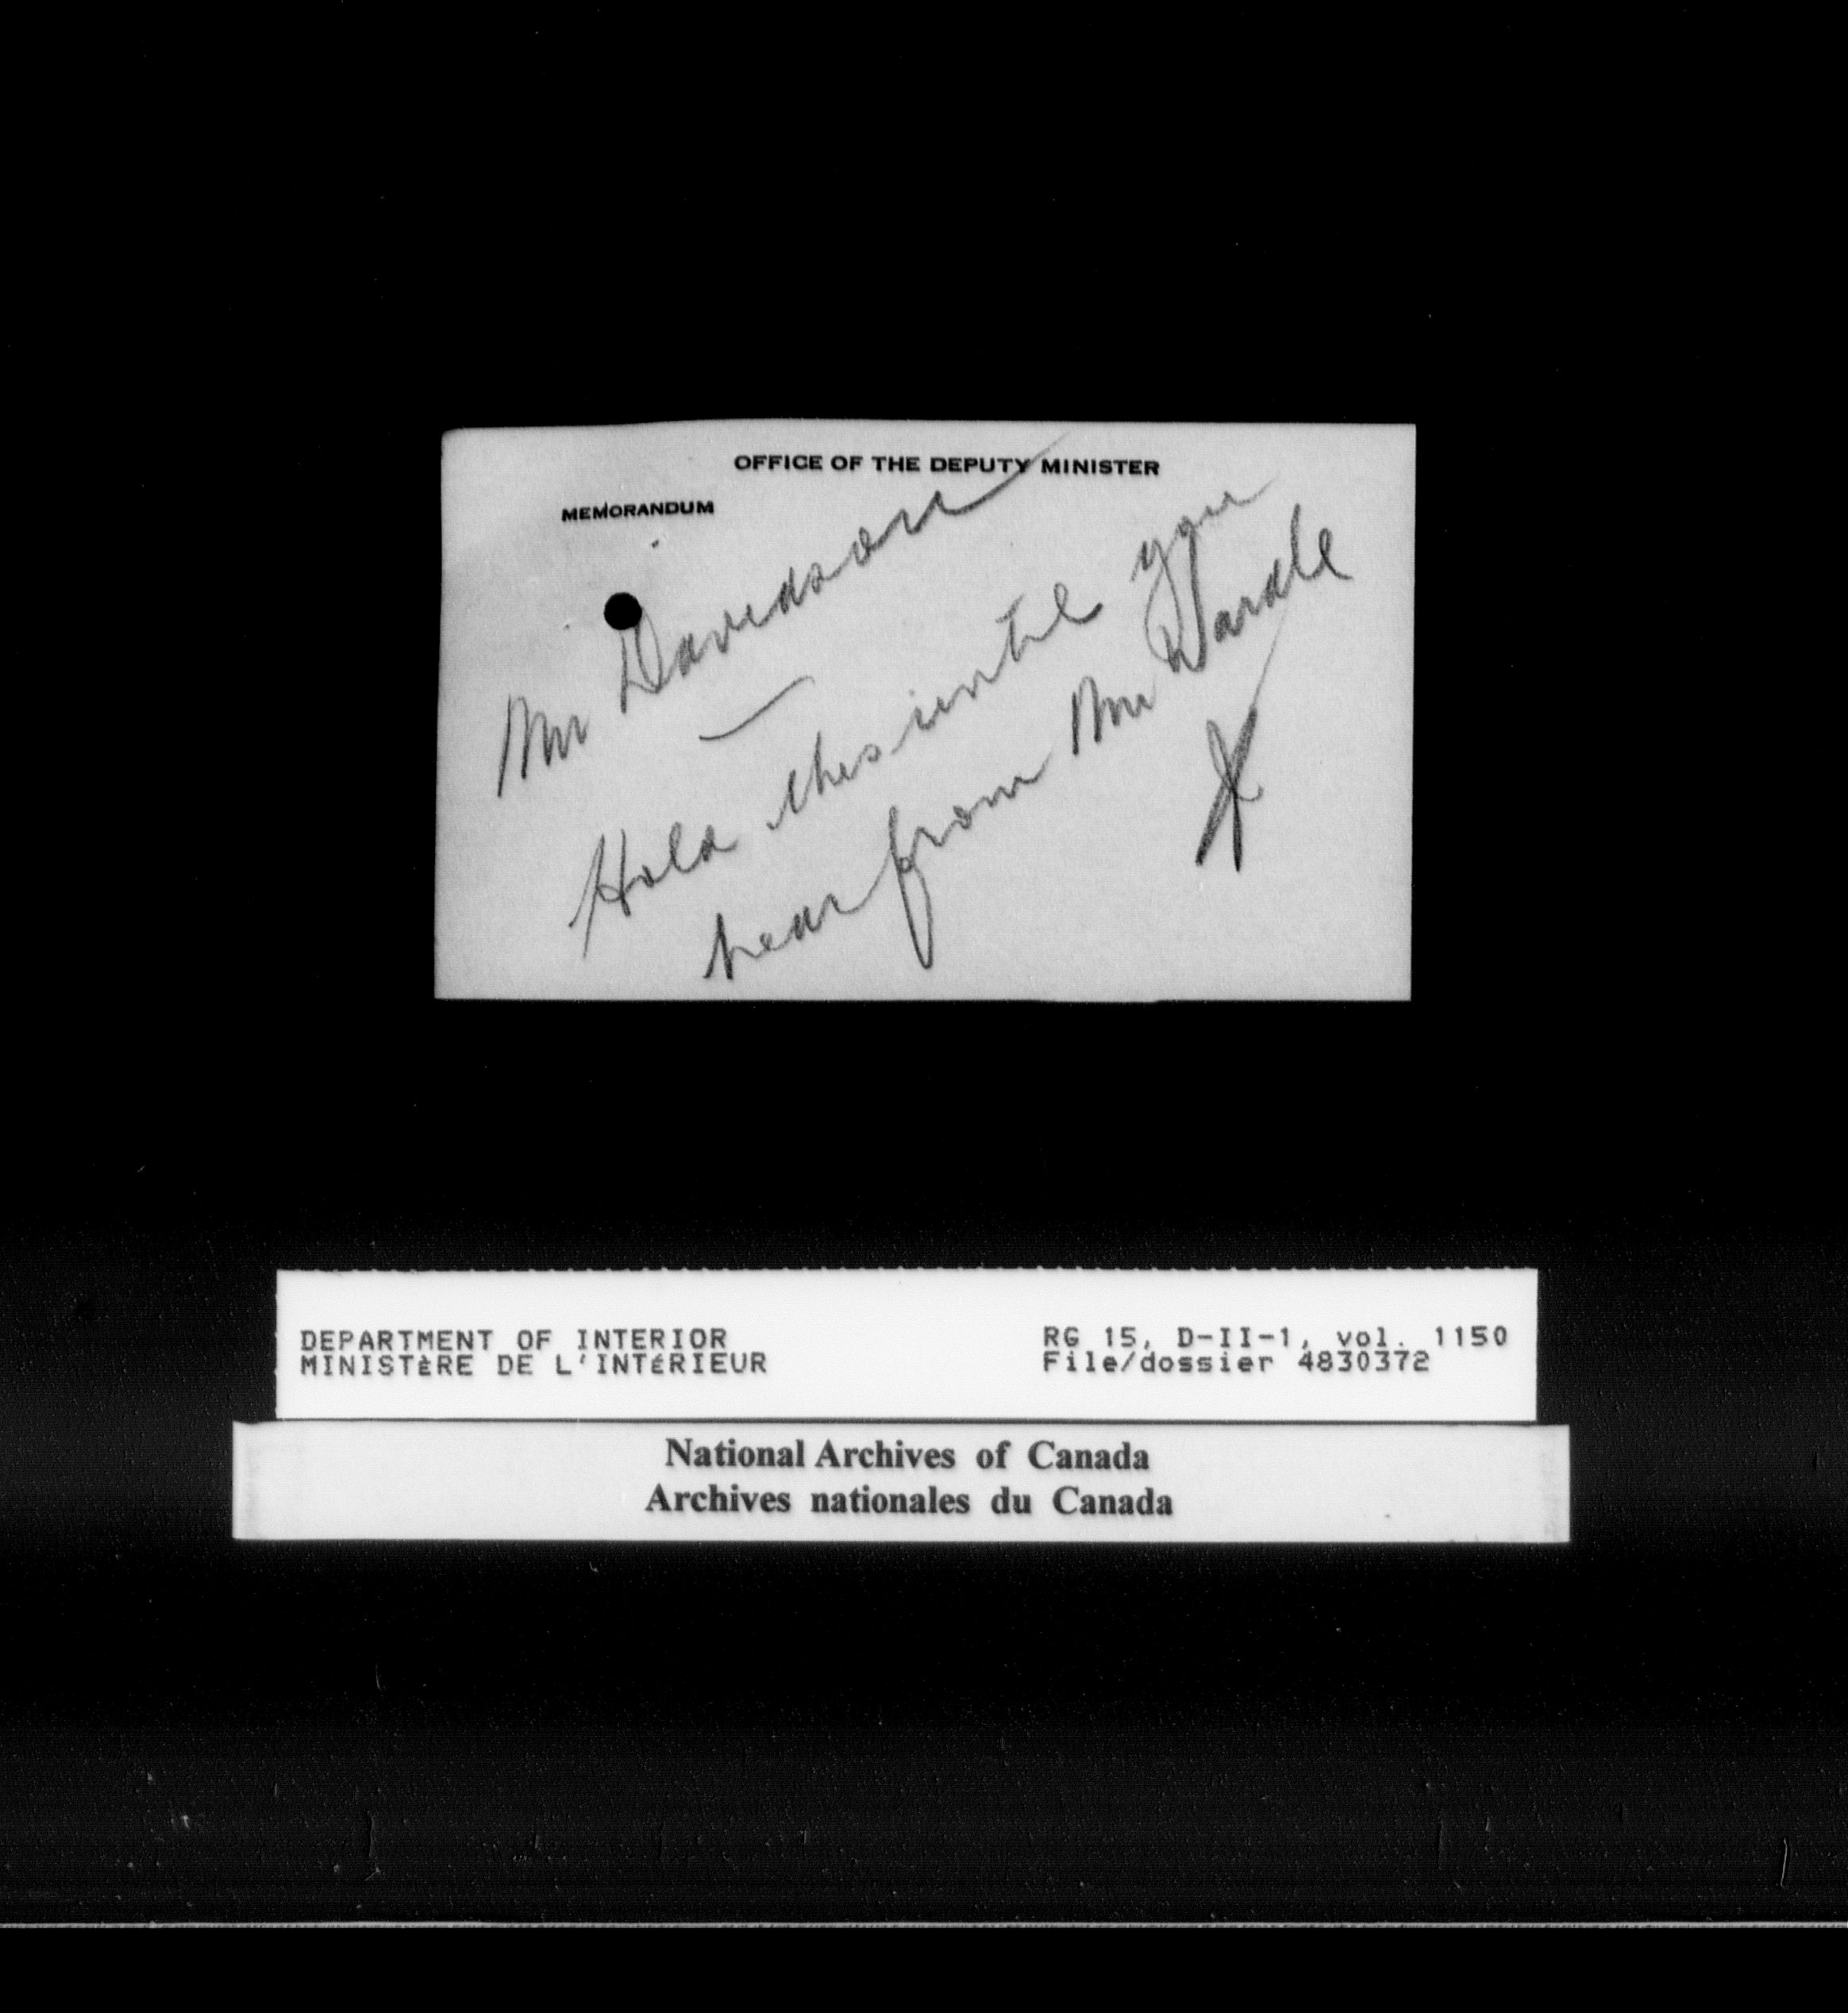 OFFICE OF THE DEPUTY MINISTER
MEMORANDUM
Mr Davidson
Hold this until you
hear from Mr Wardle
DEPARTMENT OF INTERIOR
MINISTÈRE DE L'INTÉRIEUR
RG 15, D-II-1, vol. 1150
File/dossier 4830372
National Archives of Canada
Archives nationales du Canada